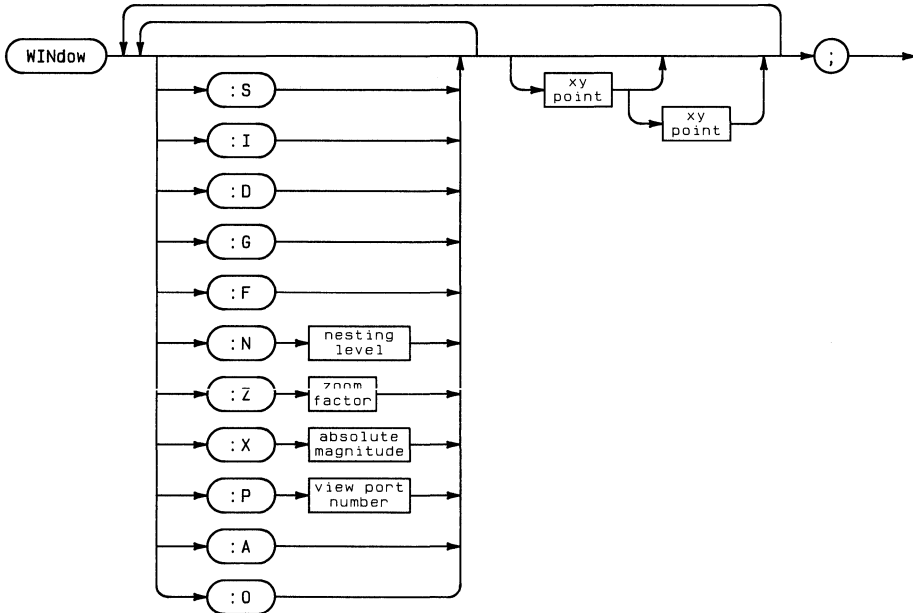 WINdow
;
:S
xy
point
xy
point
:I
:D
:G
:F
:N
nesting
level
:Z
zoom
factor
:X
absolute
magnitude
:P
view port
number
:A
:O